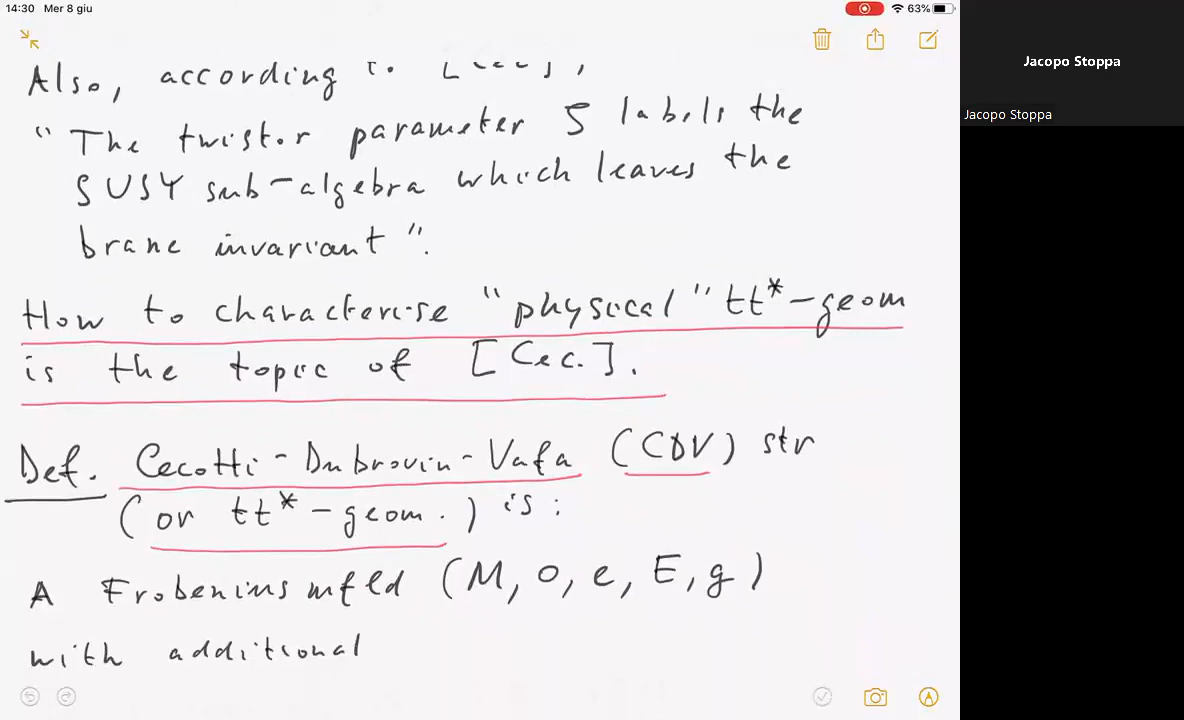 14:30 Mer 8 giu
63%
Also, according
"The twistor parameter ζ labels the
SUSY sub-algebra which leaves the
brane invariant".
How to characterise "physical" tt*-geom
is the topic of [Cec.].
Def. Cecotti-Dubrovin-Vafa (CDV) str
(or tt*-geom.) is:
A Frobenius mfld (M, o, e, E, g)
with additional
Jacopo Stoppa
Jacopo Stoppa